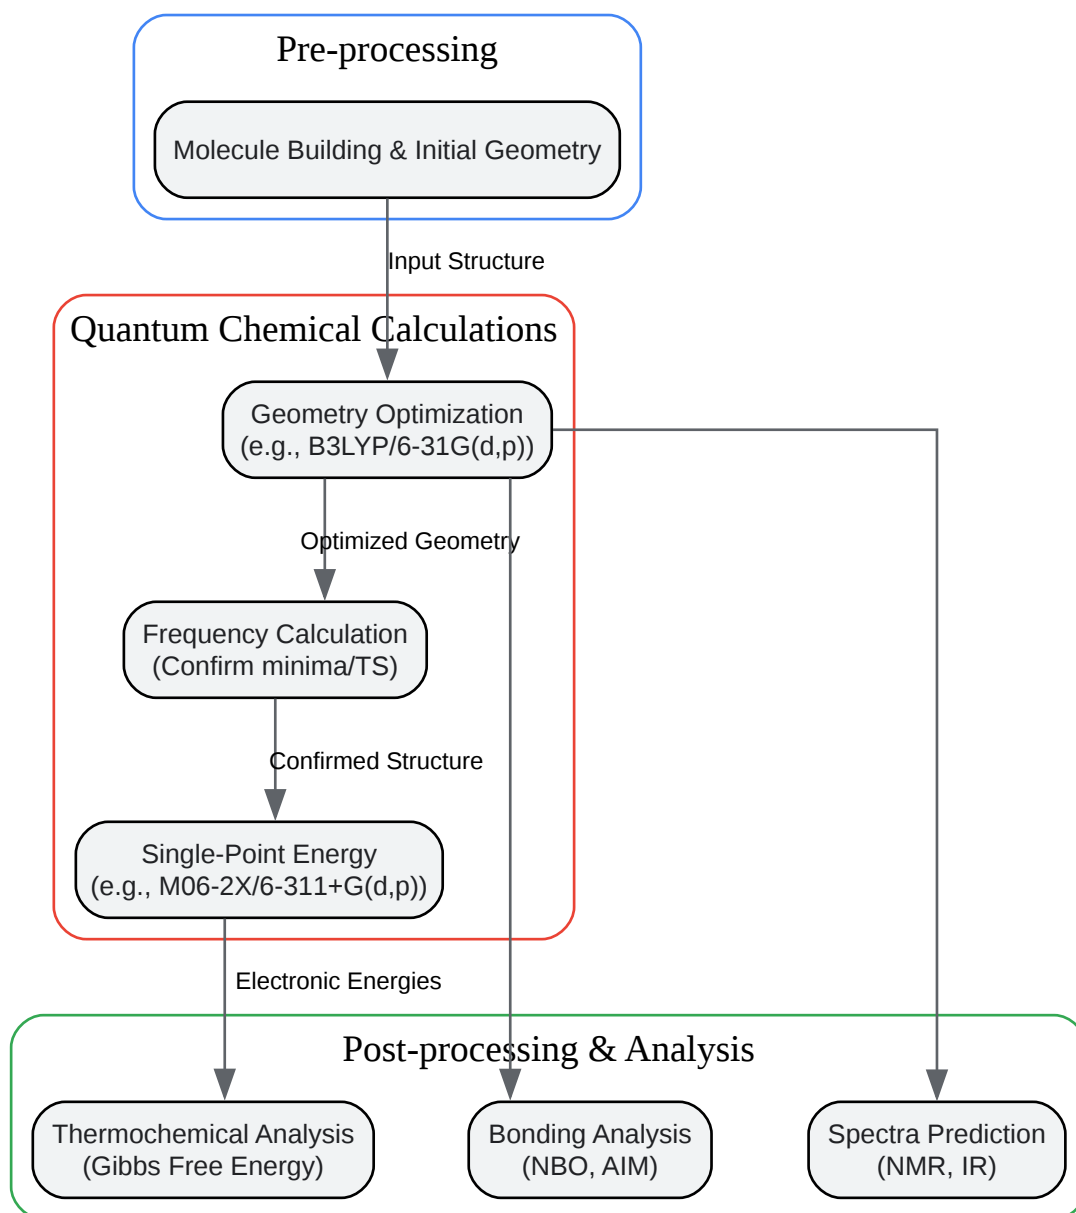 Pre-processing
Molecule Building & Initial Geometry
Input Structure
Quantum Chemical Calculations
Geometry Optimization
(e.g., B3LYP/6-31G(d,p))
Optimized Geometry
Frequency Calculation
(Confirm minima/TS)
Confirmed Structure
Single-Point Energy
(e.g., M06-2X/6-311+G(d,p))
Electronic Energies
Post-processing & Analysis
Thermochemical Analysis
(Gibbs Free Energy)
Bonding Analysis
(NBO, AIM)
Spectra Prediction
(NMR, IR)